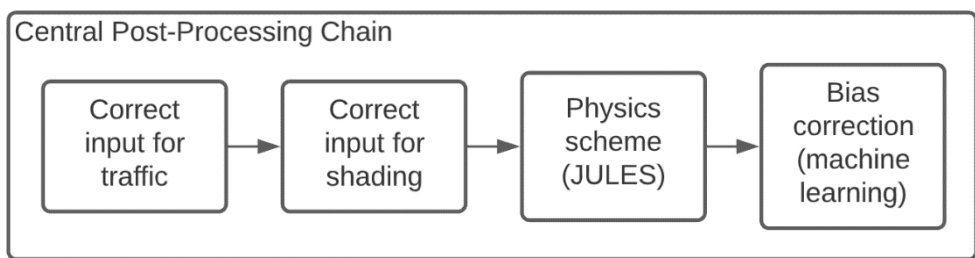 Central Post-Processing Chain
Correct
input for
traffic
Correct
input for
shading
Physics
scheme
(JULES)
Bias
correction
(machine
learning)